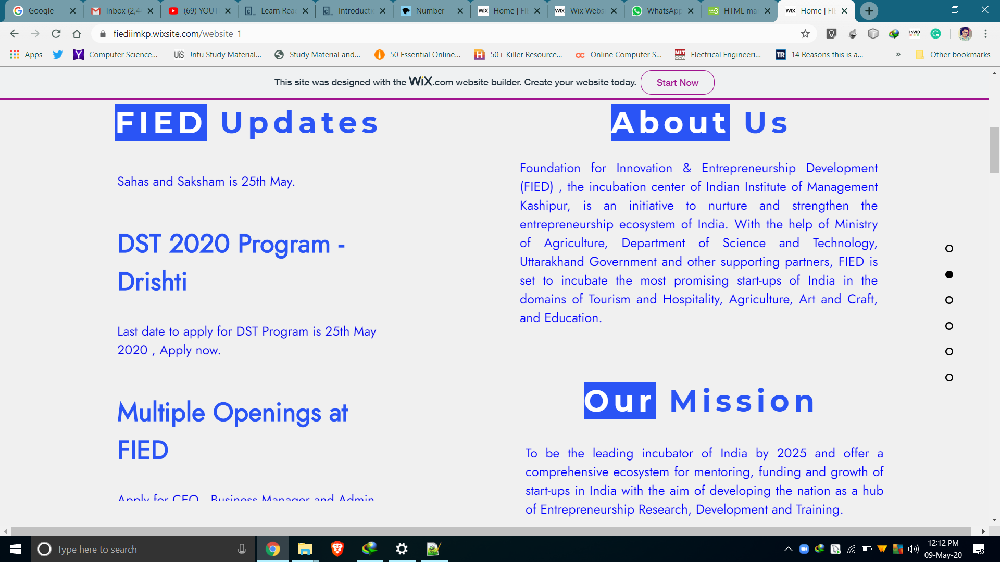 Google
Inbox (2,4
(69) YOUT
Learn Rea
Introducti
Number -
Home | FI
Wix Webs
WhatsApp
HTML ma
Home | FI
fiediimkp.wixsite.com/website-1
Apps
Computer Science...
Jntu Study Material...
Study Material and...
50 Essential Online...
50+ Killer Resource...
Online Computer S...
Electrical Engineeri...
14 Reasons this is a...
»
Other bookmarks
This site was designed with the WiX.com website builder. Create your website today.
Start Now
FIED Updates
Sahas and Saksham is 25th May.
DST 2020 Program -
Drishti
Last date to apply for DST Program is 25th May
2020 , Apply now.
Multiple Openings at
FIED
Apply for CEO , Business Manager and Admin
About Us
Foundation for Innovation & Entrepreneurship Development
(FIED) , the incubation center of Indian Institute of Management
Kashipur, is an initiative to nurture and strengthen the
entrepreneurship ecosystem of India. With the help of Ministry
of Agriculture, Department of Science and Technology,
Uttarakhand Government and other supporting partners, FIED is
set to incubate the most promising start-ups of India in the
domains of Tourism and Hospitality, Agriculture, Art and Craft,
and Education.
Our Mission
To be the leading incubator of India by 2025 and offer a
comprehensive ecosystem for mentoring, funding and growth of
start-ups in India with the aim of developing the nation as a hub
of Entrepreneurship Research, Development and Training.
Type here to search
12:12 PM
09-May-20